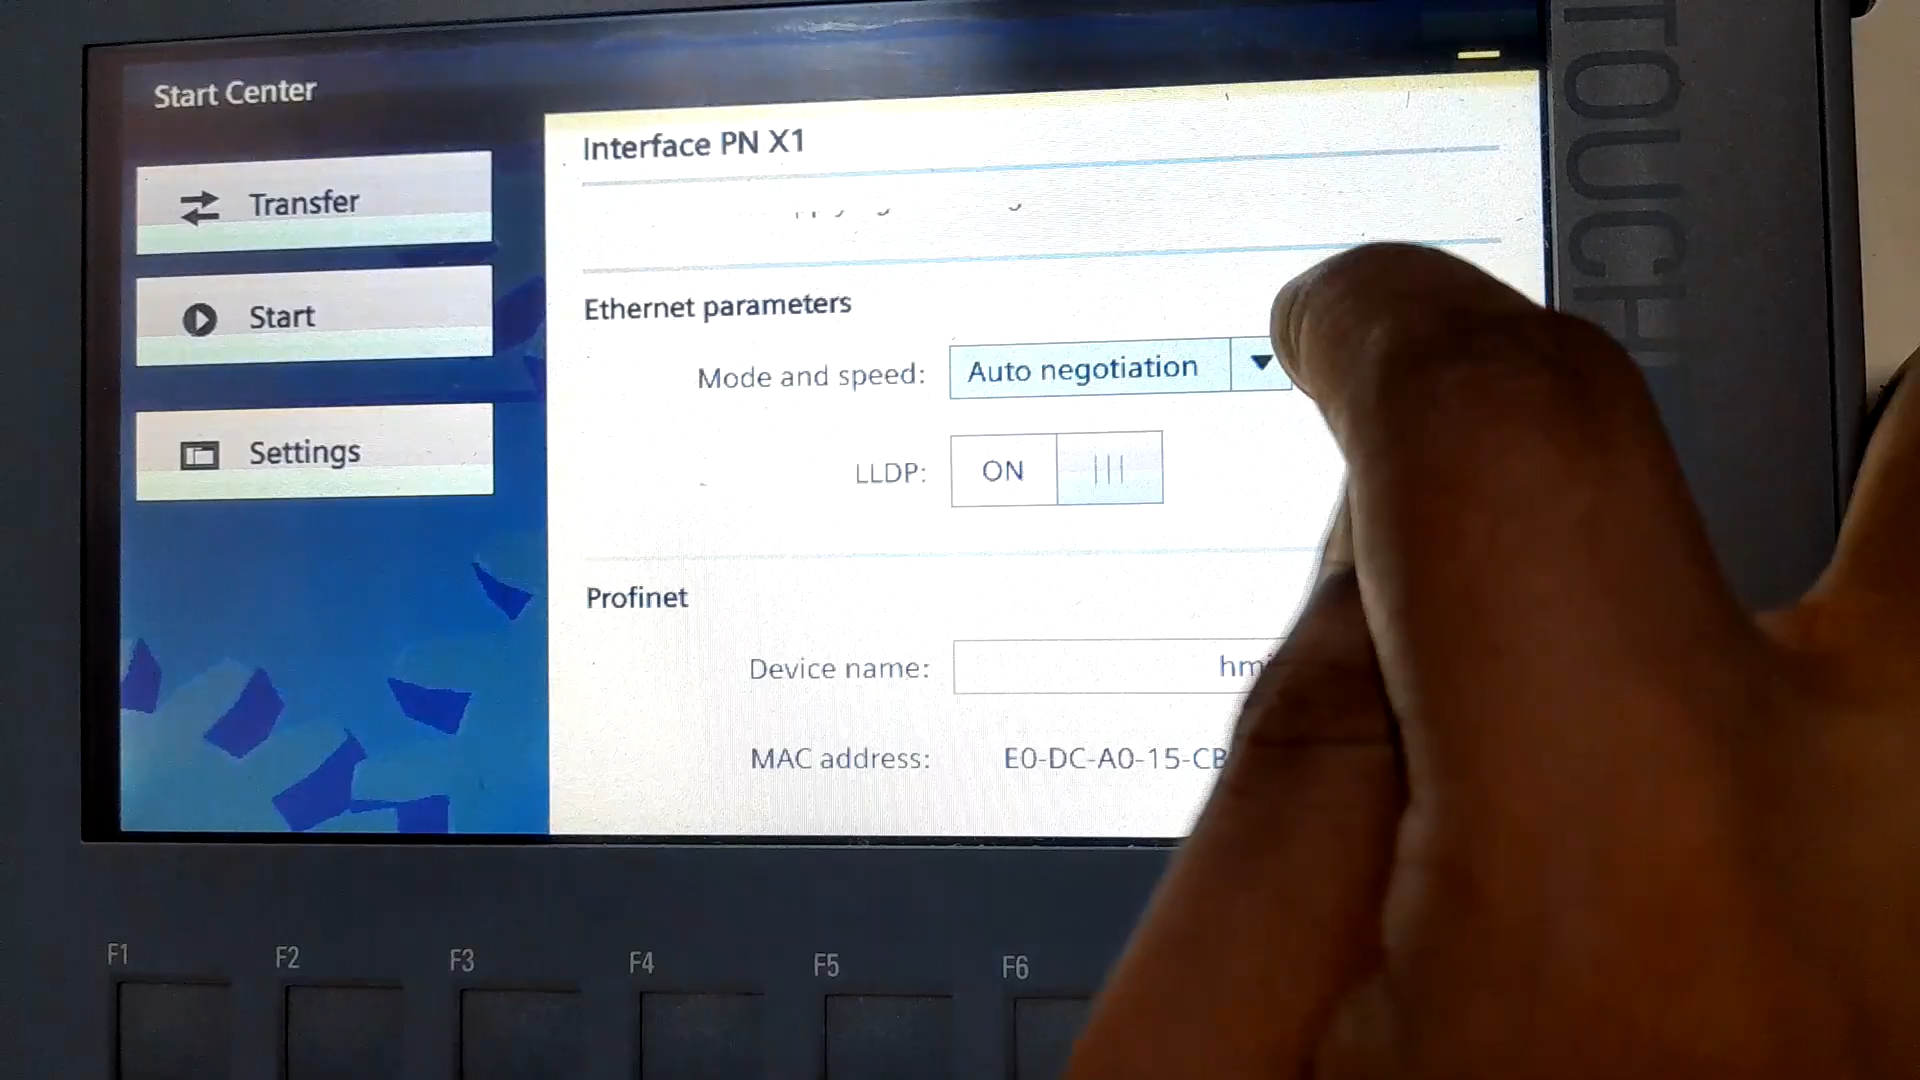 Start Center
Transfer
Start
Settings
Interface PN X1
Ethernet parameters
Mode and speed: Auto negotiation
LLDP: ON
Profinet
Device name: hm
MAC address: E0-DC-A0-15-CB
TOUCH
F1 F2 F3 F4 F5 F6